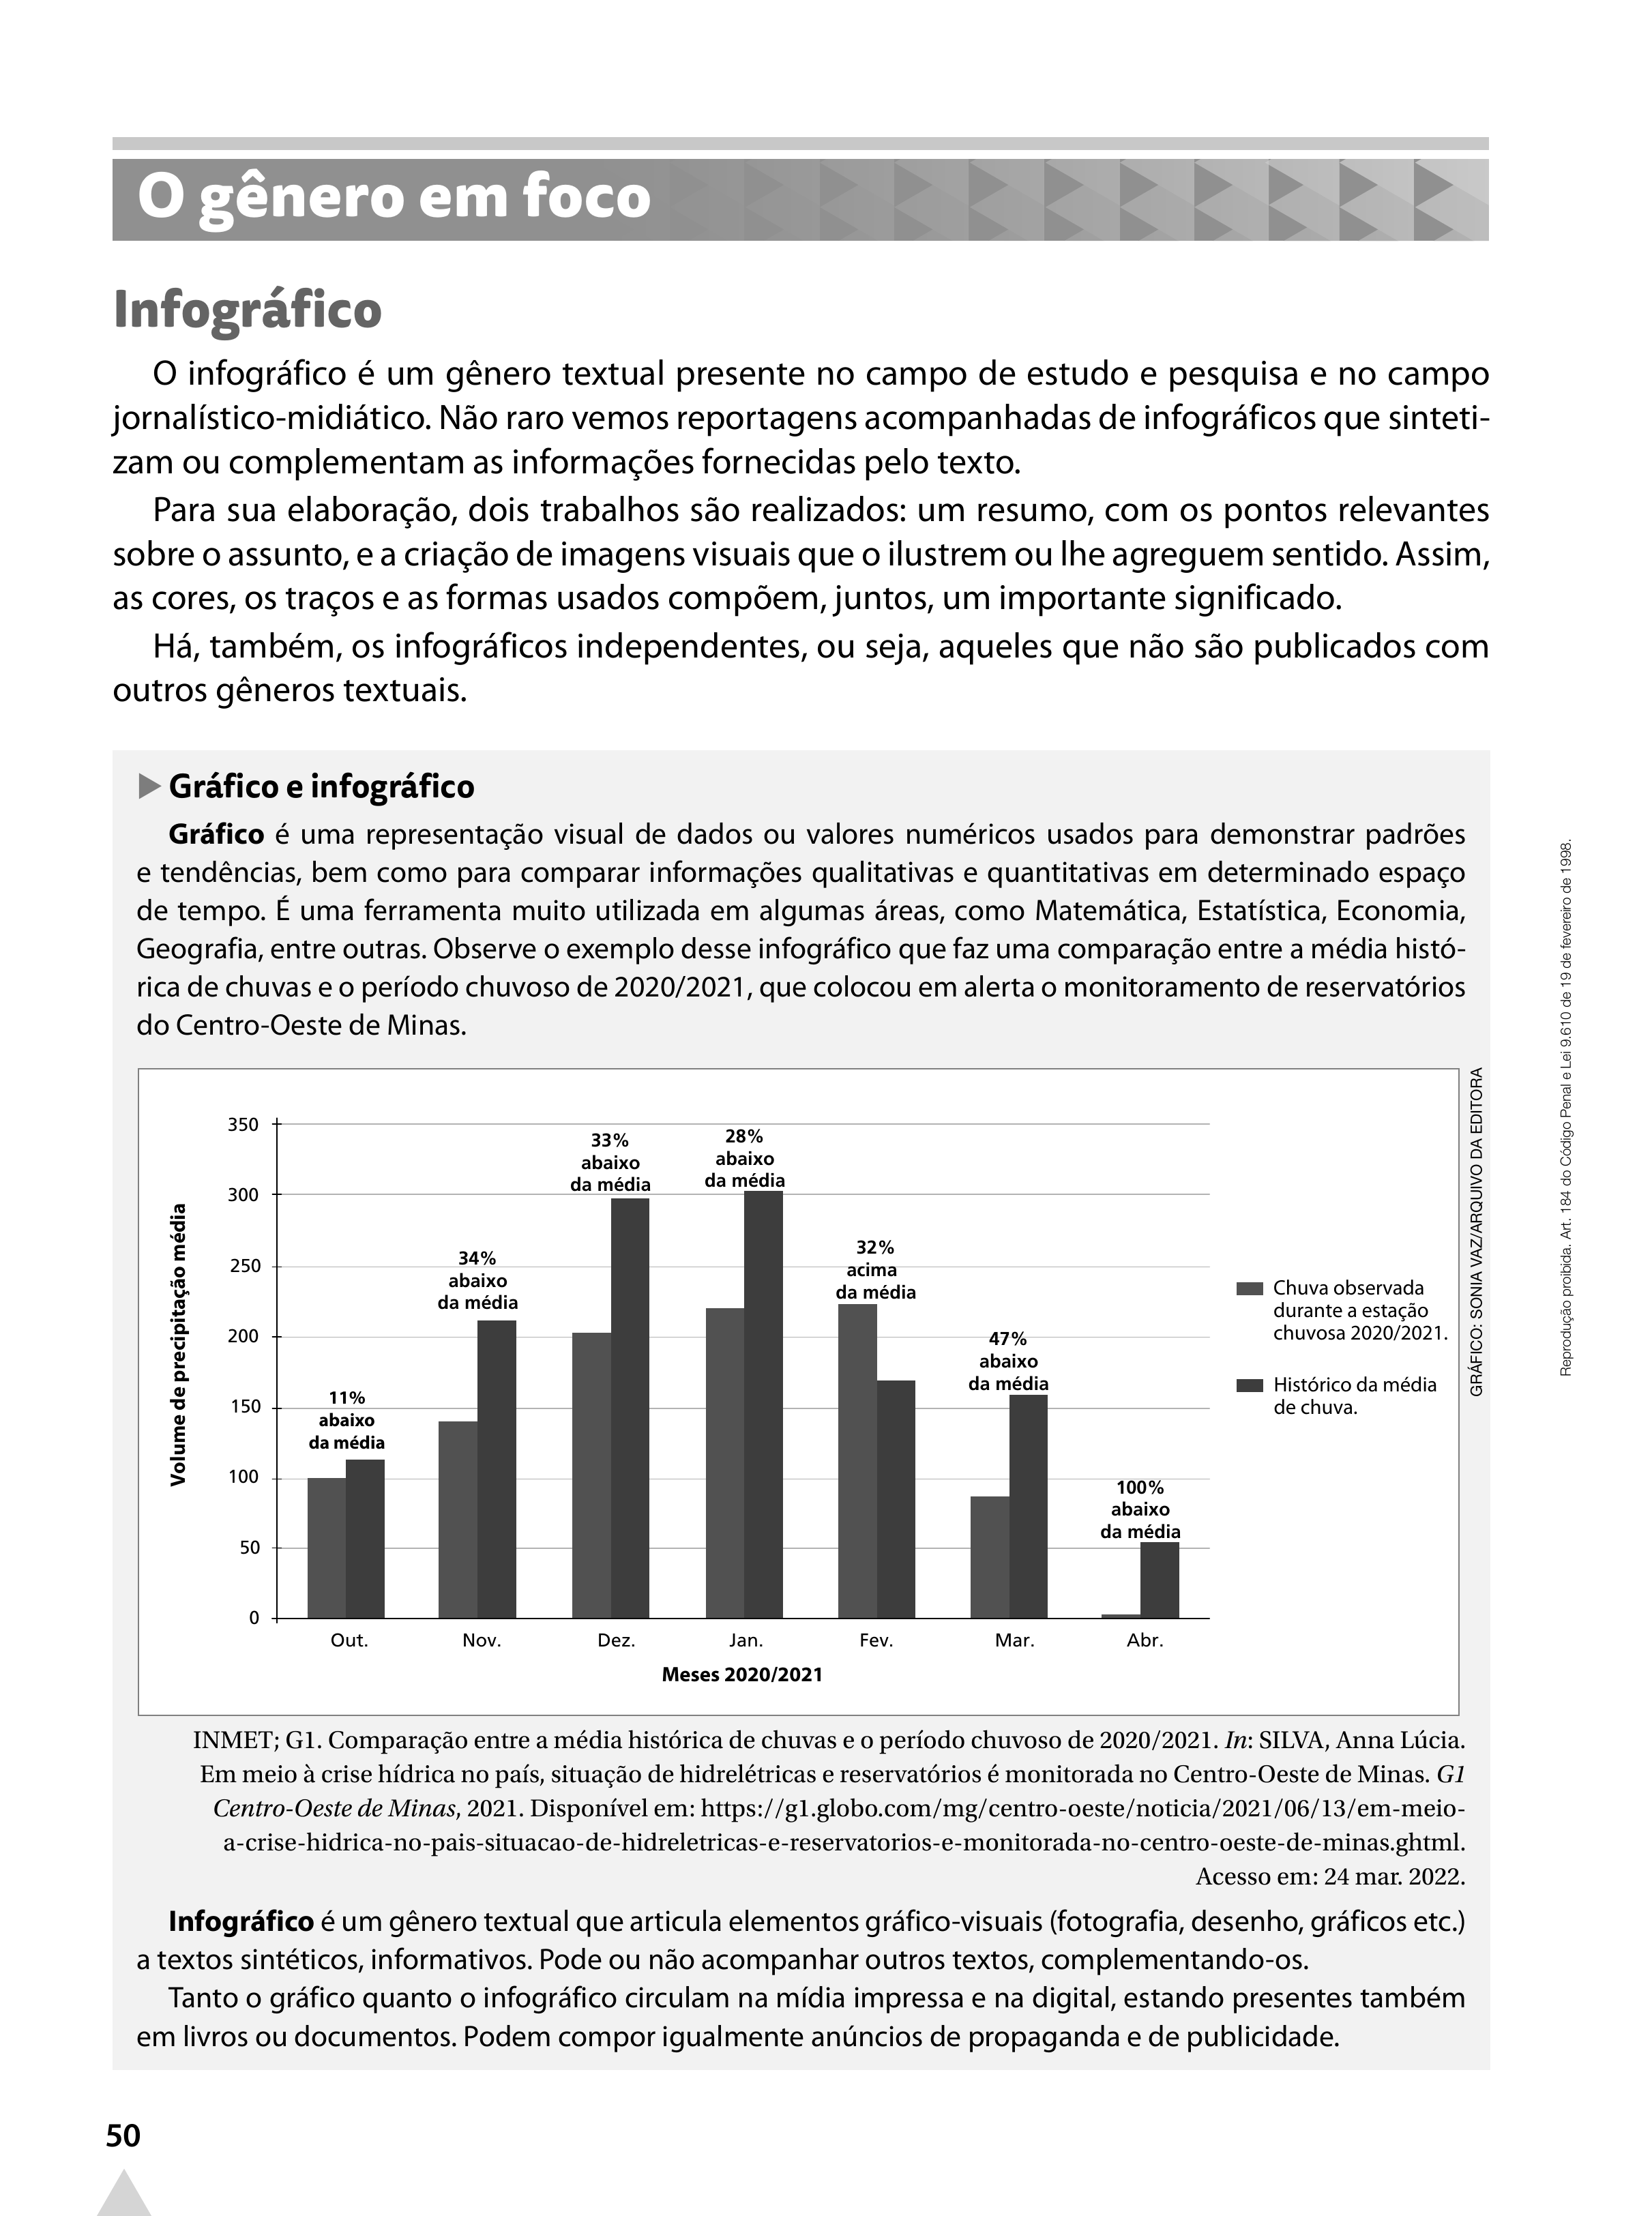 O gênero em foco
Infográfico
O infográfico é um gênero textual presente no campo de estudo e pesquisa e no campo
jornalístico-midiático. Não raro vemos reportagens acompanhadas de infográficos que sinteti-
zam ou complementam as informações fornecidas pelo texto.
Para sua elaboração, dois trabalhos são realizados: um resumo, com os pontos relevantes
sobre o assunto, e a criação de imagens visuais que o ilustrem ou lhe agreguem sentido. Assim,
as cores, os traços e as formas usados compõem, juntos, um importante significado.
Há, também, os infográficos independentes, ou seja, aqueles que não são publicados com
outros gêneros textuais.
Gráfico e infográfico
Gráfico é uma representação visual de dados ou valores numéricos usados para demonstrar padrões
e tendências, bem como para comparar informações qualitativas e quantitativas em determinado espaço
de tempo. É uma ferramenta muito utilizada em algumas áreas, como Matemática, Estatística, Economia,
Geografia, entre outras. Observe o exemplo desse infográfico que faz uma comparação entre a média histó-
rica de chuvas e o período chuvoso de 2020/2021, que colocou em alerta o monitoramento de reservatórios
do Centro-Oeste de Minas.
Volume de precipitação média
350
300
250
200
150
100
50
0
11%
abaixo
da média
34%
abaixo
da média
33%
abaixo
da média
28%
abaixo
da média
32%
acima
da média
47%
abaixo
da média
100%
abaixo
da média
Out.
Nov.
Dez.
Jan.
Fev.
Mar.
Abr.
Meses 2020/2021
Chuva observada
durante a estação
chuvosa 2020/2021.
Histórico da média
de chuva.
GRÁFICO: SONIA VAZ/ARQUIVO DA EDITORA
INMET; G1. Comparação entre a média histórica de chuvas e o período chuvoso de 2020/2021. In: SILVA, Anna Lúcia.
Em meio à crise hídrica no país, situação de hidrelétricas e reservatórios é monitorada no Centro-Oeste de Minas. G1
Centro-Oeste de Minas, 2021. Disponível em: https://g1.globo.com/mg/centro-oeste/noticia/2021/06/13/em-meio-
a-crise-hidrica-no-pais-situacao-de-hidreletricas-e-reservatorios-e-monitorada-no-centro-oeste-de-minas.ghtml.
Acesso em: 24 mar. 2022.
Infográfico é um gênero textual que articula elementos gráfico-visuais (fotografia, desenho, gráficos etc.)
a textos sintéticos, informativos. Pode ou não acompanhar outros textos, complementando-os.
Tanto o gráfico quanto o infográfico circulam na mídia impressa e na digital, estando presentes também
em livros ou documentos. Podem compor igualmente anúncios de propaganda e de publicidade.
Reprodução proibida. Art. 184 do Código Penal e Lei 9.610 de 19 de fevereiro de 1998.
50